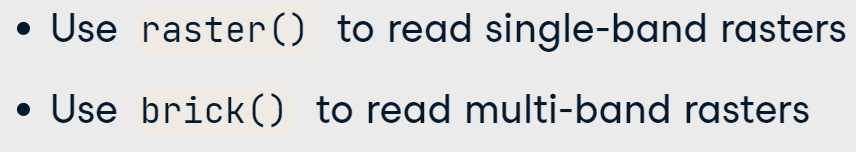 • Use raster() to read single-band rasters
• Use brick() to read multi-band rasters